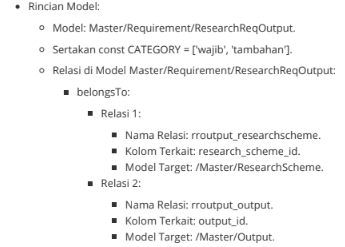 Rincian Model:
Model: Master/Requirement/ResearchReqOutput.
Sertakan const CATEGORY = ['wajib', 'tambahan'].
Relasi di Model Master/Requirement/ResearchReqOutput:
belongsTo:
Relasi 1:
Nama Relasi: rroutput_researchscheme.
Kolom Terkait: research_scheme_id.
Model Target: /Master/ResearchScheme.
Relasi 2:
Nama Relasi: rroutput_output.
Kolom Terkait: output_id.
Model Target: /Master/Output.